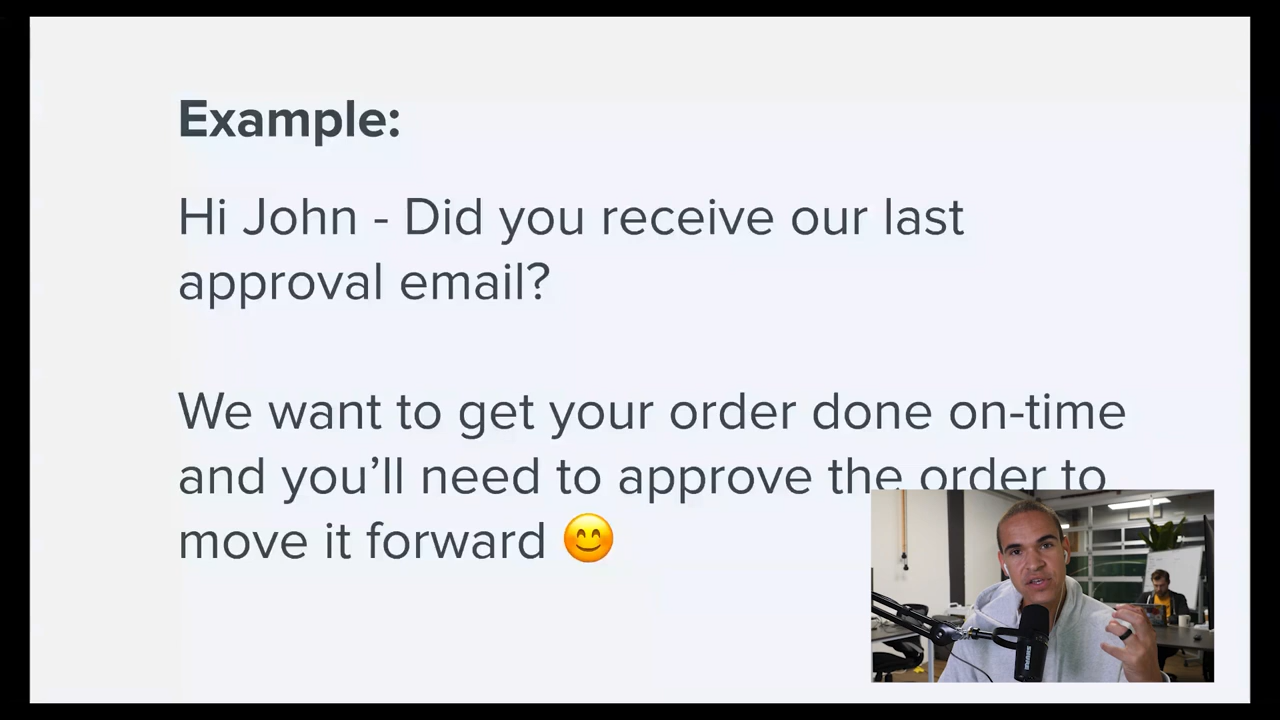 Example:
Hi John - Did you receive our last
approval email?
We want to get your order done on-time
and you’ll need to approve the order to
move it forward 😊
SHURE